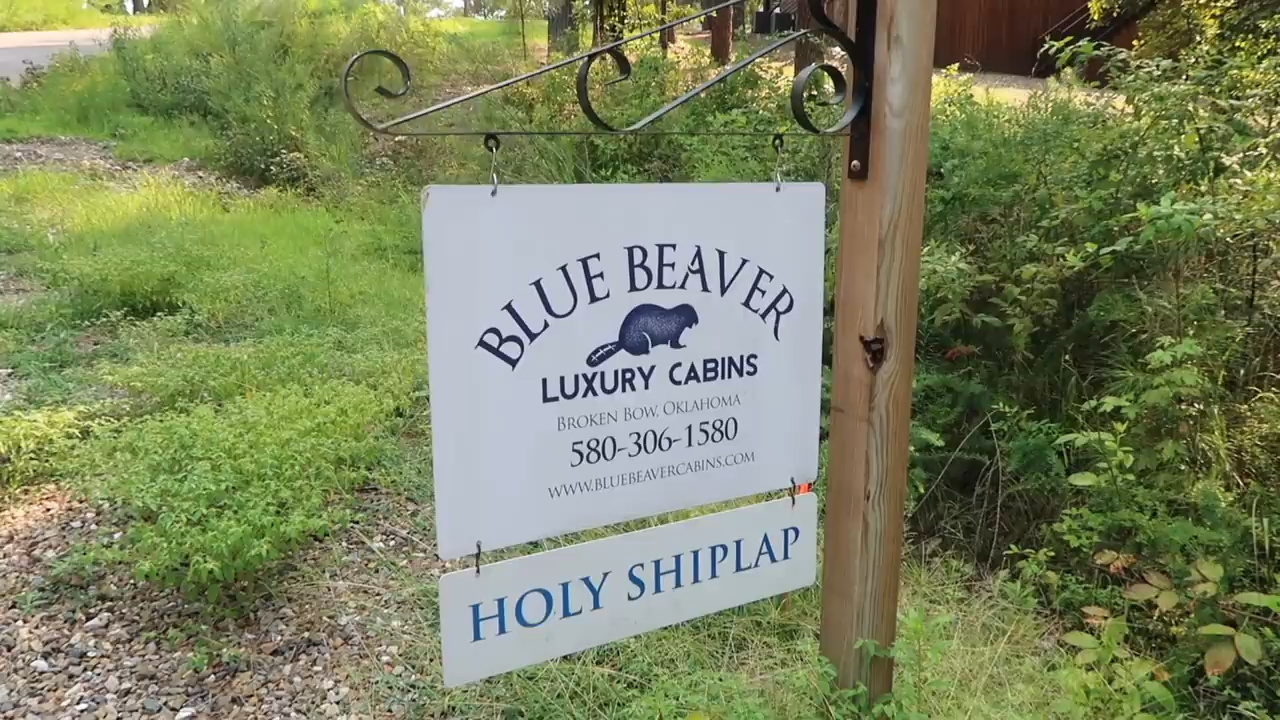 BLUE BEAVER
LUXURY CABINS
BROKEN BOW, OKLAHOMA
580-306-1580
WWW.BLUEBEAVERCABINS.COM
HOLY SHIPLAP